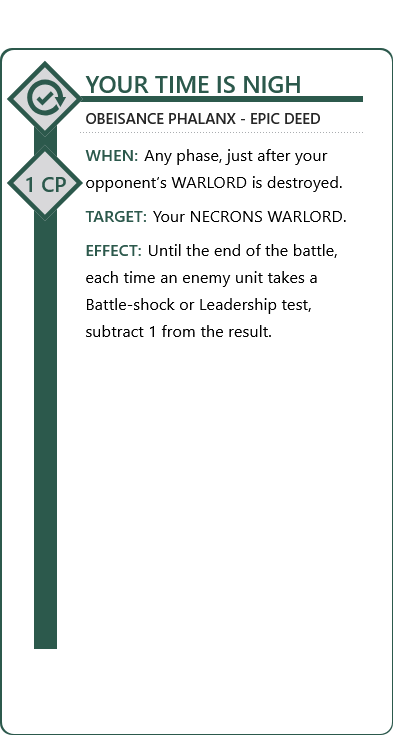 YOUR TIME IS NIGH
OBEISANCE PHALANX - EPIC DEED
1 CP
WHEN: Any phase, just after your
opponent’s WARLORD is destroyed.
TARGET: Your NECRONS WARLORD.
EFFECT: Until the end of the battle,
each time an enemy unit takes a
Battle-shock or Leadership test,
subtract 1 from the result.